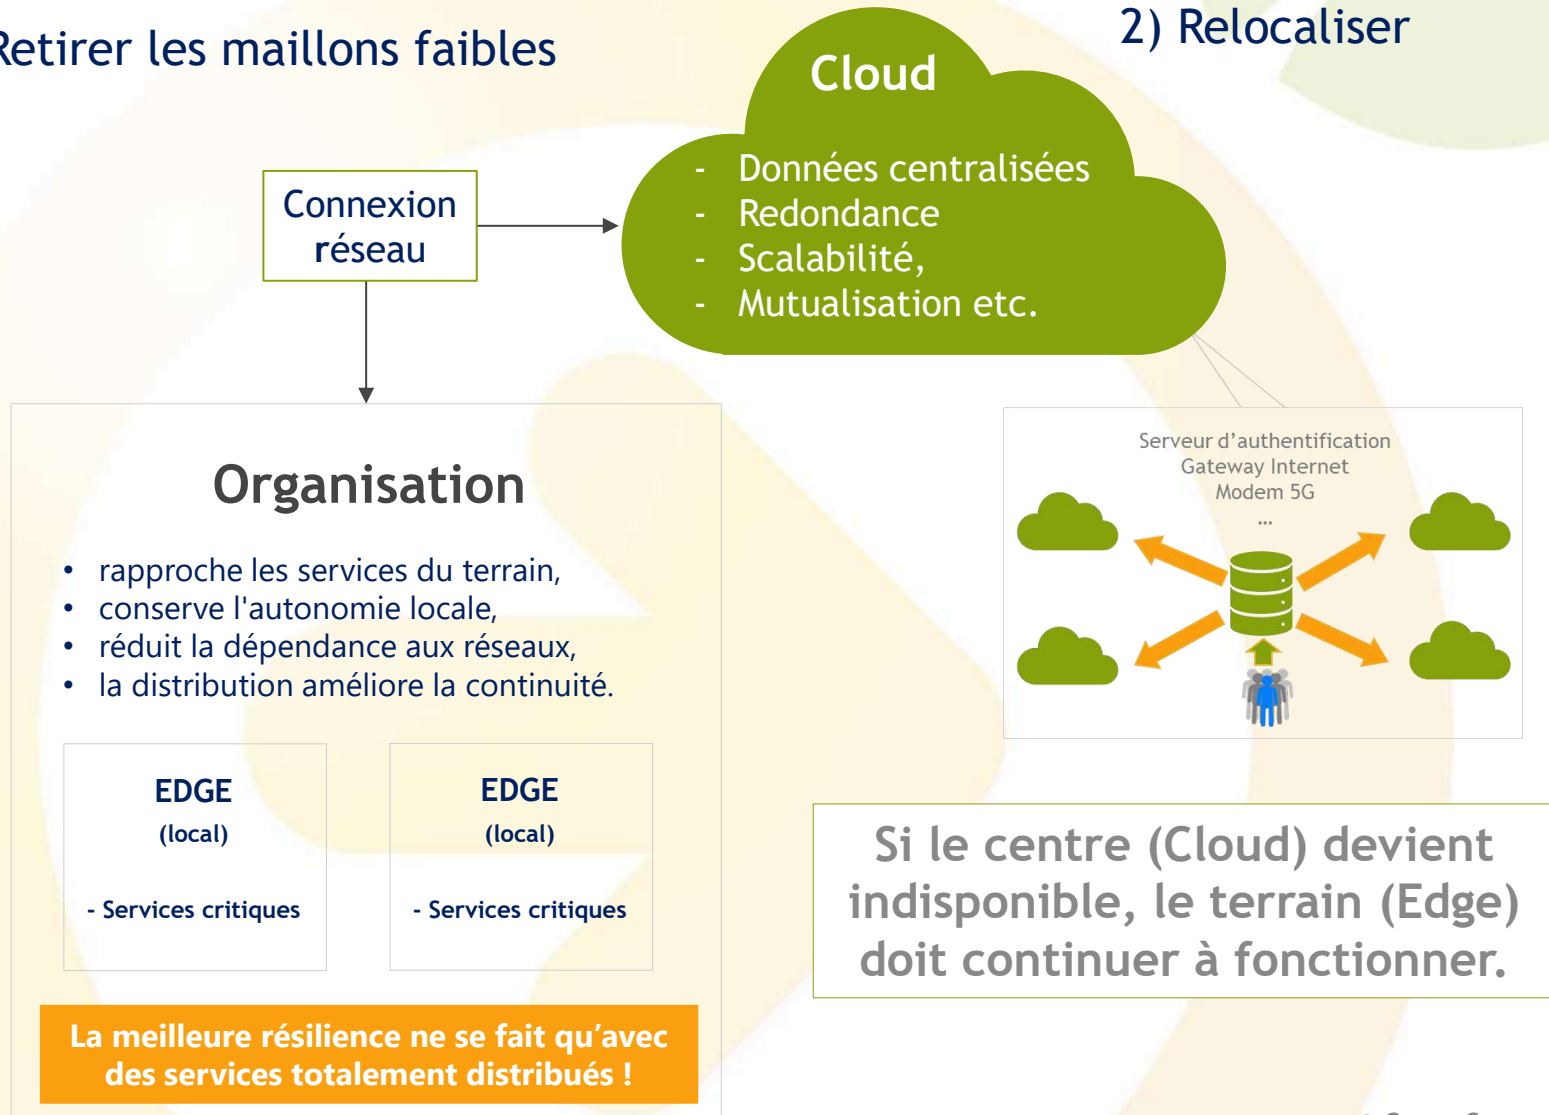 Retirer les maillons faibles
2) Relocaliser
Cloud
- Données centralisées
- Redondance
- Scalabilité,
- Mutualisation etc.
Connexion
réseau
Organisation
• rapproche les services du terrain,
• conserve l'autonomie locale,
• réduit la dépendance aux réseaux,
• la distribution améliore la continuité.
EDGE
(local)
- Services critiques
EDGE
(local)
- Services critiques
La meilleure résilience ne se fait qu’avec
des services totalement distribués !
Serveur d’authentification
Gateway Internet
Modem 5G
…
Si le centre (Cloud) devient
indisponible, le terrain (Edge)
doit continuer à fonctionner.